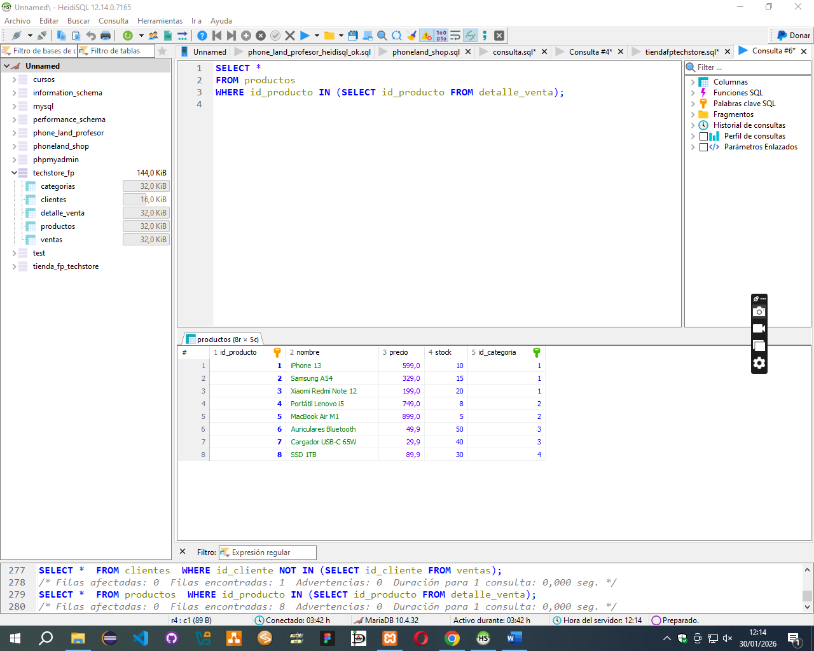 Unnamed\ - HeidiSQL 12.14.0.7165
Archivo Editar Buscar Consulta Herramientas Ir a Ayuda
Donar
Filtro de bases de d Filtro de tablas
Unnamed phone_land_profesor_heidisql_ok.sql phoneland_shop.sql consulta.sql* Consulta #4* tiendafptechstore.sql* Consulta #6*
Unnamed
cursos
information_schema
mysql
performance_schema
phone_land_profesor
phoneland_shop
phpmyadmin
techstore_fp 144,0 KiB
categorias 32,0 KiB
clientes 16,0 KiB
detalle_venta 32,0 KiB
productos 32,0 KiB
ventas 32,0 KiB
test
tienda_fp_techstore
1 SELECT *
2 FROM productos
3 WHERE id_producto IN (SELECT id_producto FROM detalle_venta);
4
Filter ...
Columnas
Funciones SQL
Palabras clave SQL
Fragmentos
Historial de consultas
Perfil de consultas
Parámetros Enlazados
productos (8r × 5c)
# 1 id_producto 2 nombre 3 precio 4 stock 5 id_categoria
1 1 iPhone 13 599,0 10 1
2 2 Samsung A54 329,0 15 1
3 3 Xiaomi Redmi Note 12 199,0 20 1
4 4 Portátil Lenovo i5 749,0 8 2
5 5 MacBook Air M1 899,0 5 2
6 6 Auriculares Bluetooth 49,9 50 3
7 7 Cargador USB-C 65W 29,9 40 3
8 8 SSD 1TB 89,9 30 4
Filtro: Expresión regular
277 SELECT * FROM clientes WHERE id_cliente NOT IN (SELECT id_cliente FROM ventas);
278 /* Filas afectadas: 0 Filas encontradas: 1 Advertencias: 0 Duración para 1 consulta: 0,000 seg. */
279 SELECT * FROM productos WHERE id_producto IN (SELECT id_producto FROM detalle_venta);
280 /* Filas afectadas: 0 Filas encontradas: 8 Advertencias: 0 Duración para 1 consulta: 0,000 seg. */
r4 : c1 (89 B) Conectado: 03:42 h MariaDB 10.4.32 Activo durante: 03:42 h Hora del servidor: 12:14 Preparado.
12:14
30/01/2026